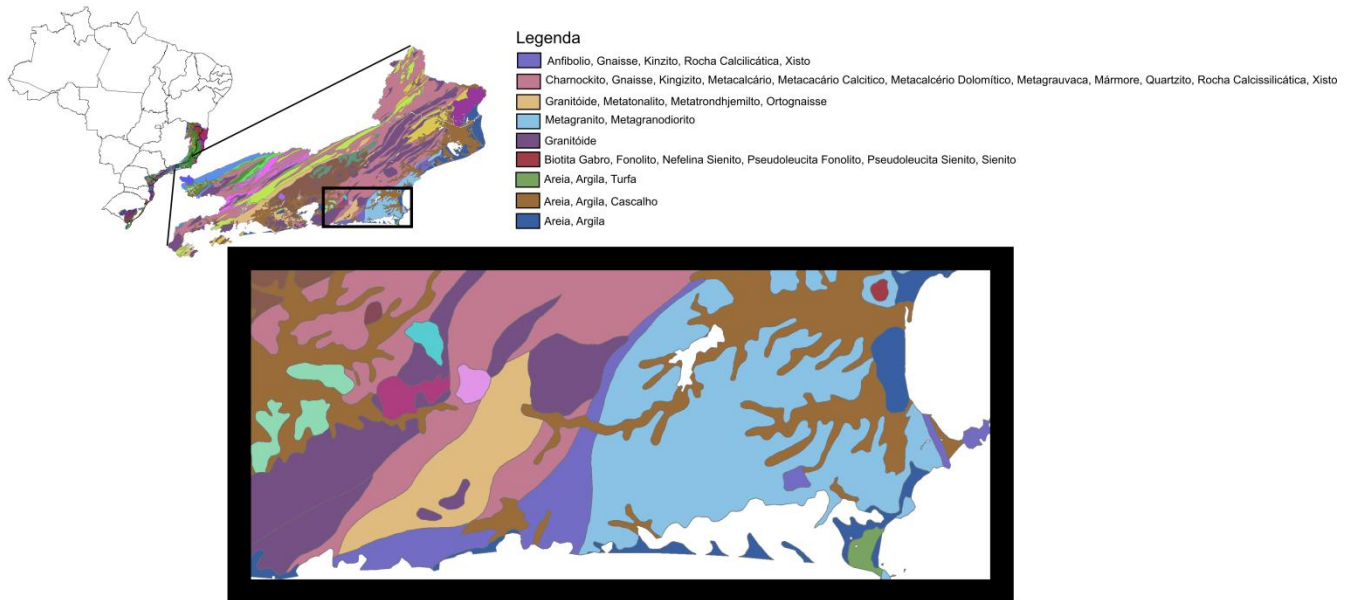 Legenda
Anfibolio, Gnaisse, Kinzito, Rocha Calcilicática, Xisto
Charnockito, Gnaisse, Kingizito, Metacalcário, Metacacário Calcitico, Metacalcério Dolomítico, Metagrauvaca, Mármore, Quartzito, Rocha Calcissilicática, Xisto
Granitóide, Metatonalito, Metatrondhjemilto, Ortognaisse
Metagranito, Metagranodiorito
Granitóide
Biotita Gabro, Fonolito, Nefelina Sienito, Pseudoleucita Fonolito, Pseudoleucita Sienito, Sienito
Areia, Argila, Turfa
Areia, Argila, Cascalho
Areia, Argila